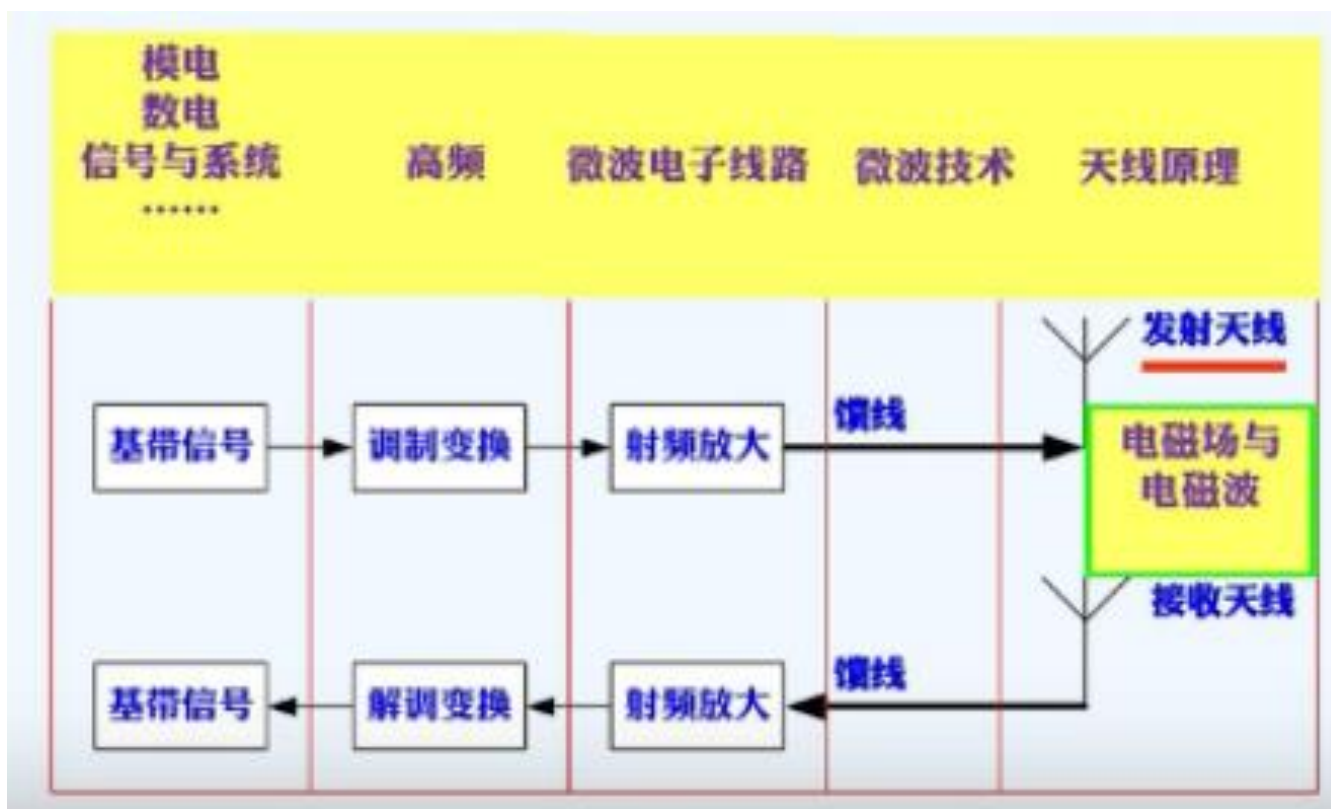 模电
数电
信号与系统
······
高频
微波电子线路
微波技术
天线原理
发射天线
基带信号
调制变换
射频放大
馈线
电磁场与
电磁波
接收天线
基带信号
解调变换
射频放大
馈线